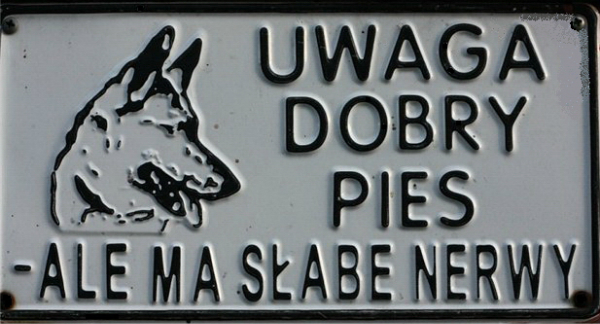 UWAGA
DOBRY
PIES
-ALE MA SŁABE NERWY